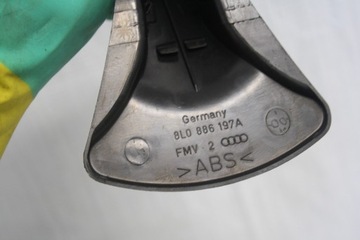 Germany
8L0 886 197A
FMV 2
>ABS<